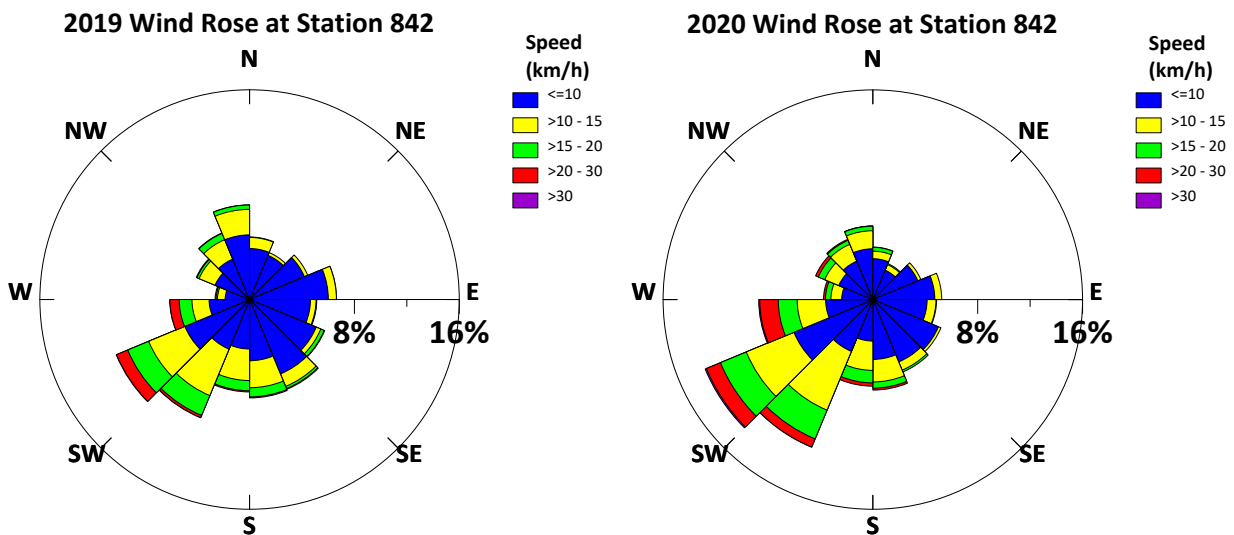 2019 Wind Rose at Station 842
N
NW
NE
W
E
8%
16%
SW
SE
S
Speed
(km/h)
<=10
>10 - 15
>15 - 20
>20 - 30
>30
2020 Wind Rose at Station 842
N
NW
NE
W
E
8%
16%
SW
SE
S
Speed
(km/h)
<=10
>10 - 15
>15 - 20
>20 - 30
>30